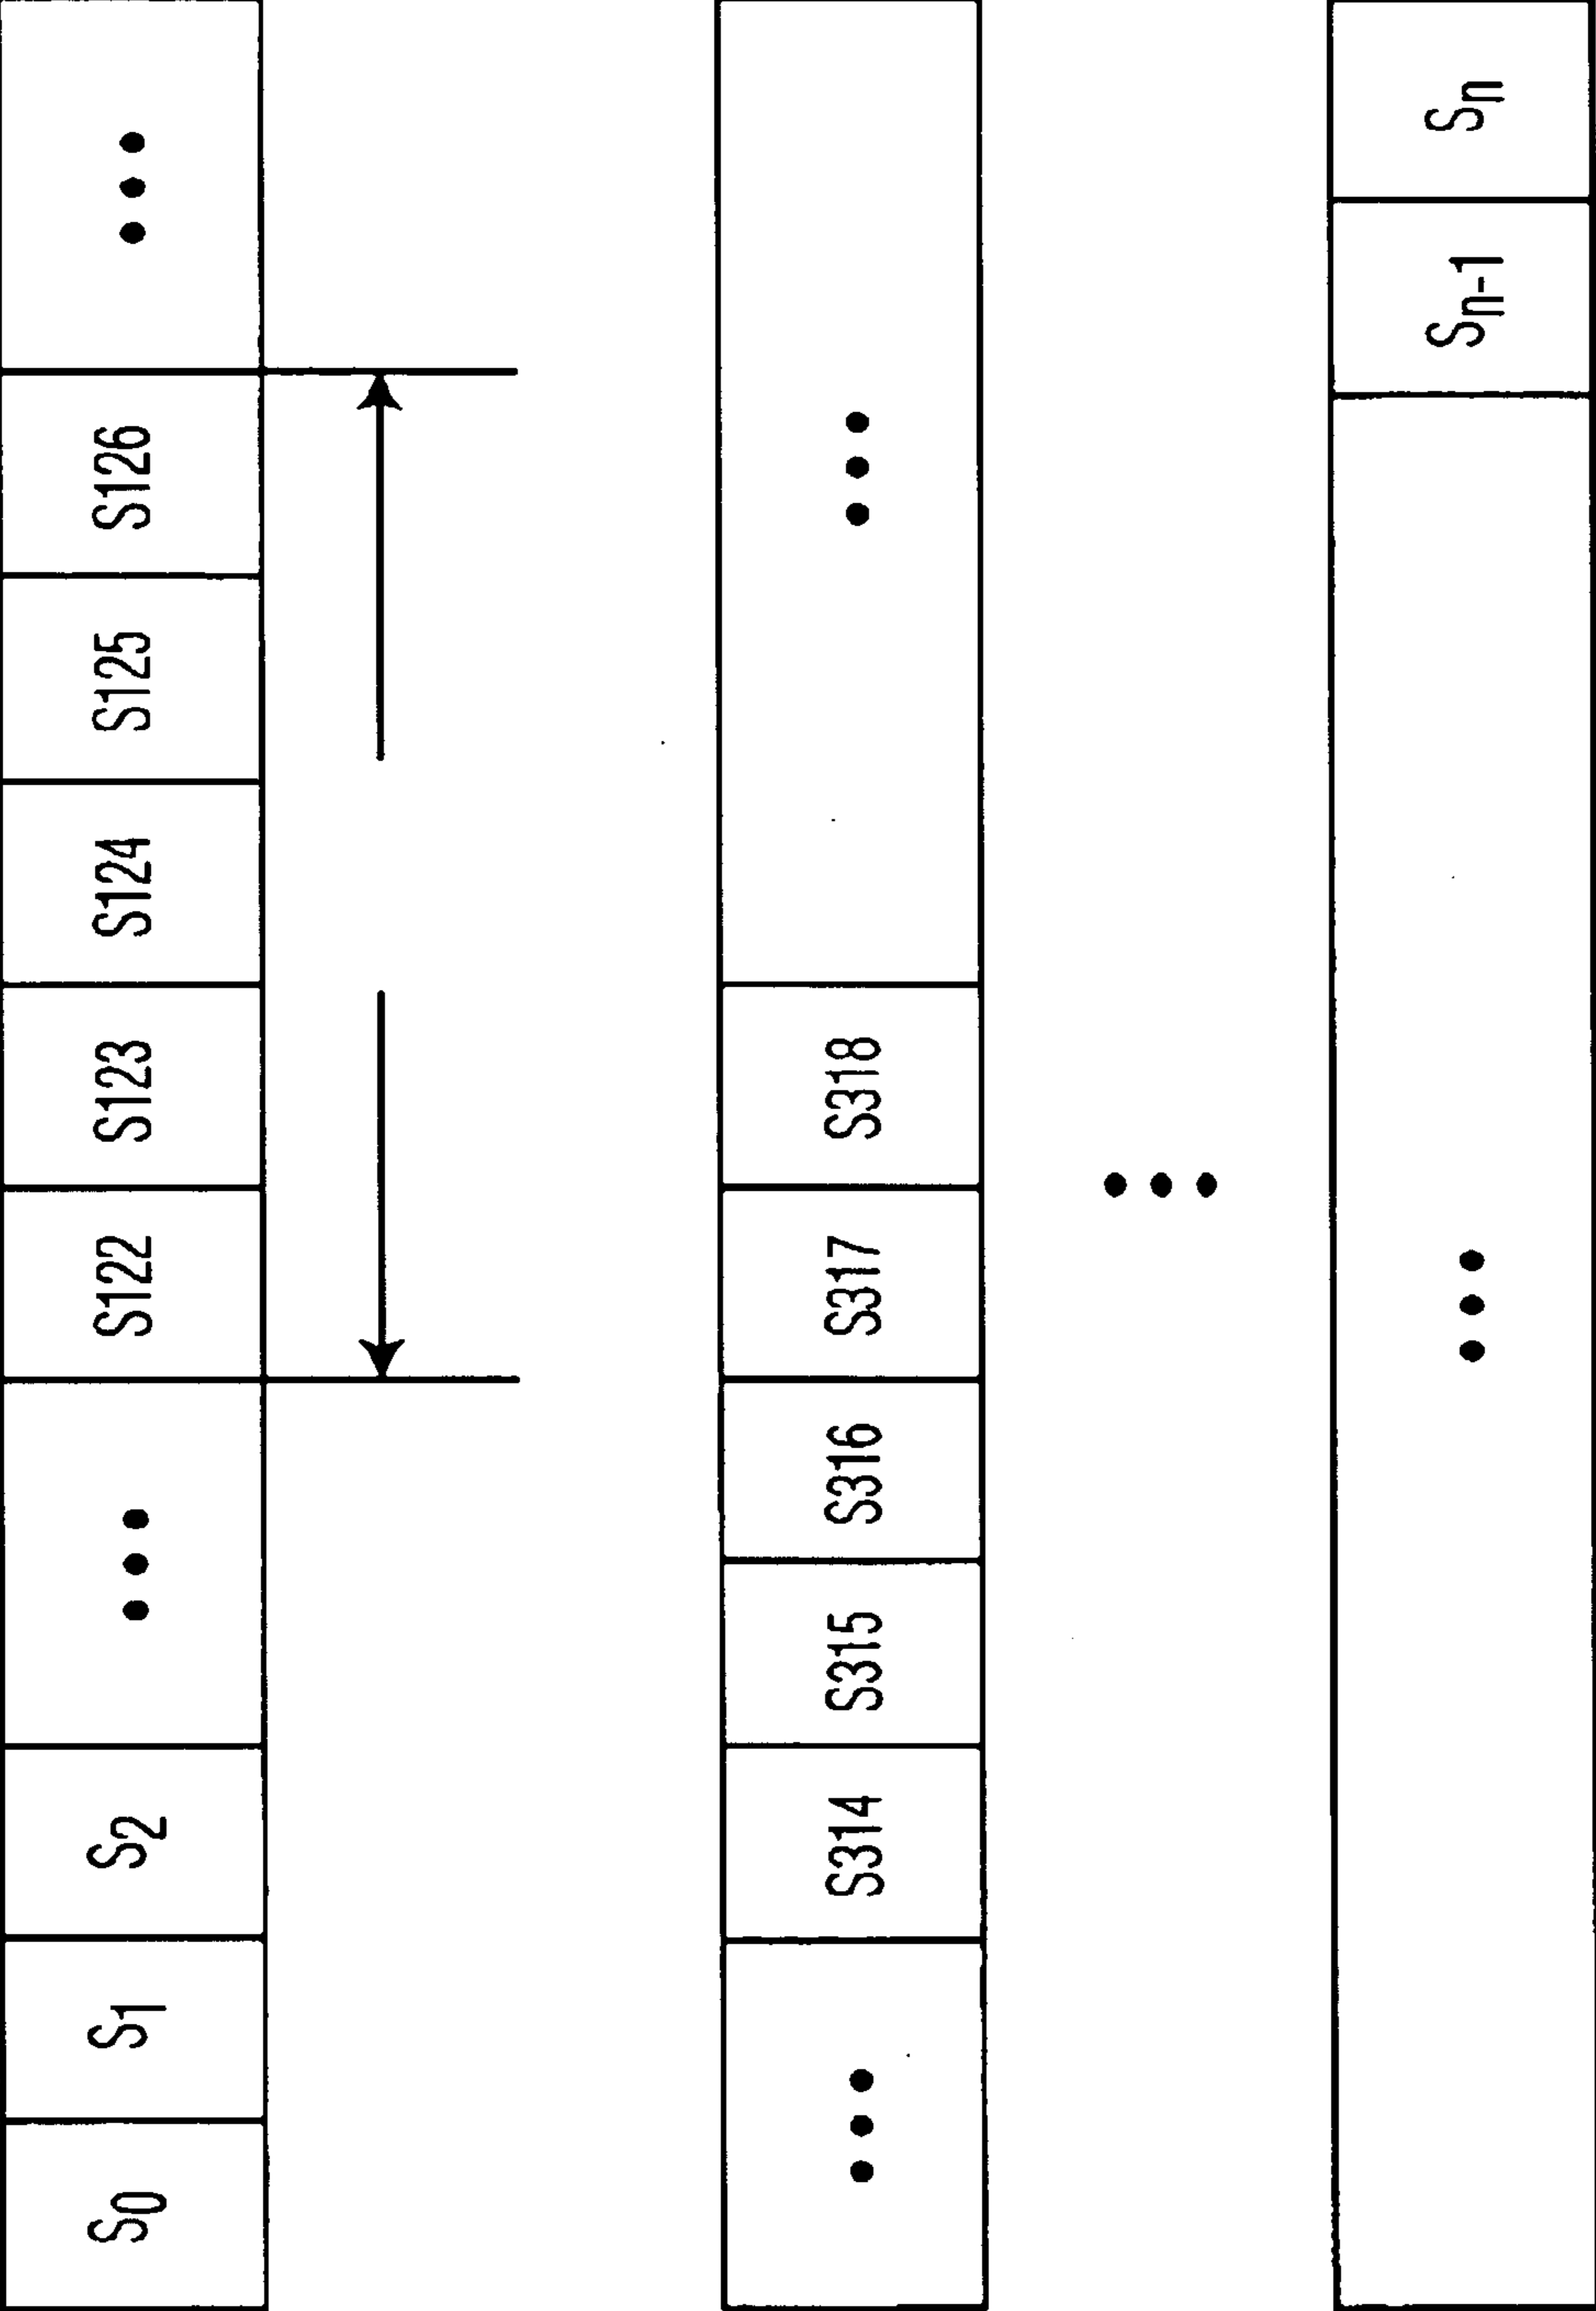 S0 S1 S2 ... S122 S123 S124 S125 S126 ...
... S314 S315 S316 S317 S318 ...
...
... Sn-1 Sn